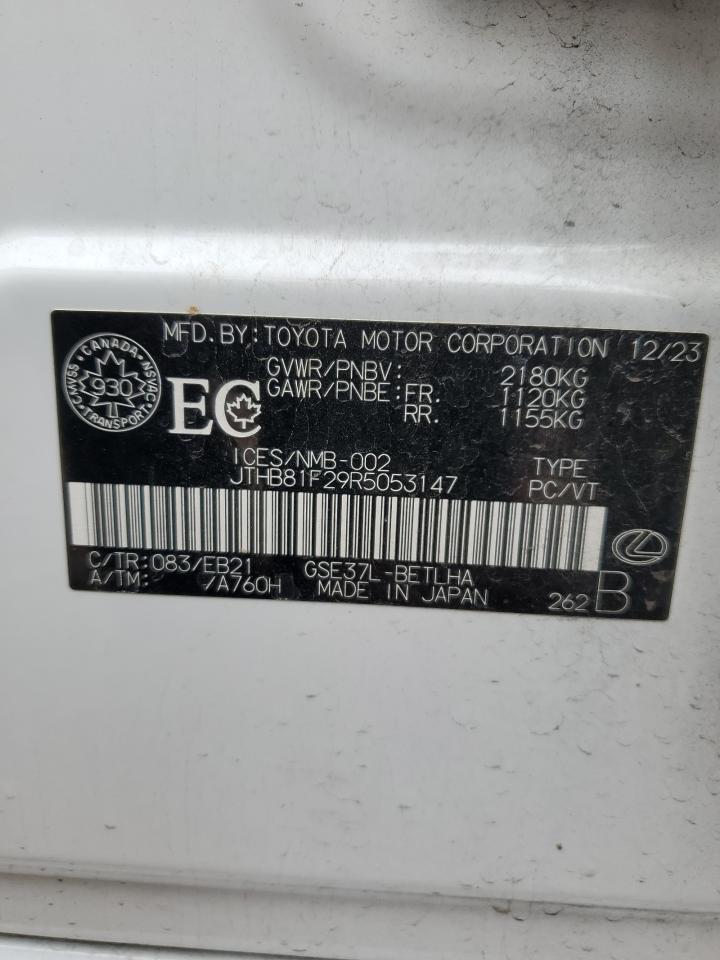 MFD.BY:TOYOTA MOTOR CORPORATION 12/23
GVWR/PNBV: 2180KG
GAWR/PNBE:FR. 1120KG
RR. 1155KG
CANADA
CMVSS NSVAC
930
TRANSPORT
EC
ICES/NMB-002
TYPE
JTHB81F29R5053147
PC/VT
C/TR:083/EB21 GSE37L-BETLHA
A/TM: /A760H MADE IN JAPAN 262 B